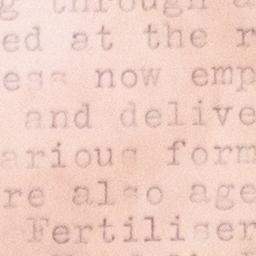 g through a
ed at the r
ess now emp
and delive
arious form
re also age
Fertiliser